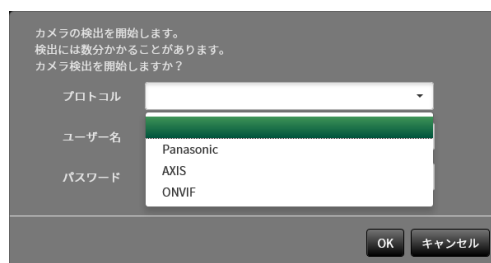 カメラの検出を開始します。
検出には数分かかることがあります。
カメラ検出を開始しますか？
プロトコル
ユーザー名
Panasonic
パスワード
AXIS
ONVIF
OK キャンセル